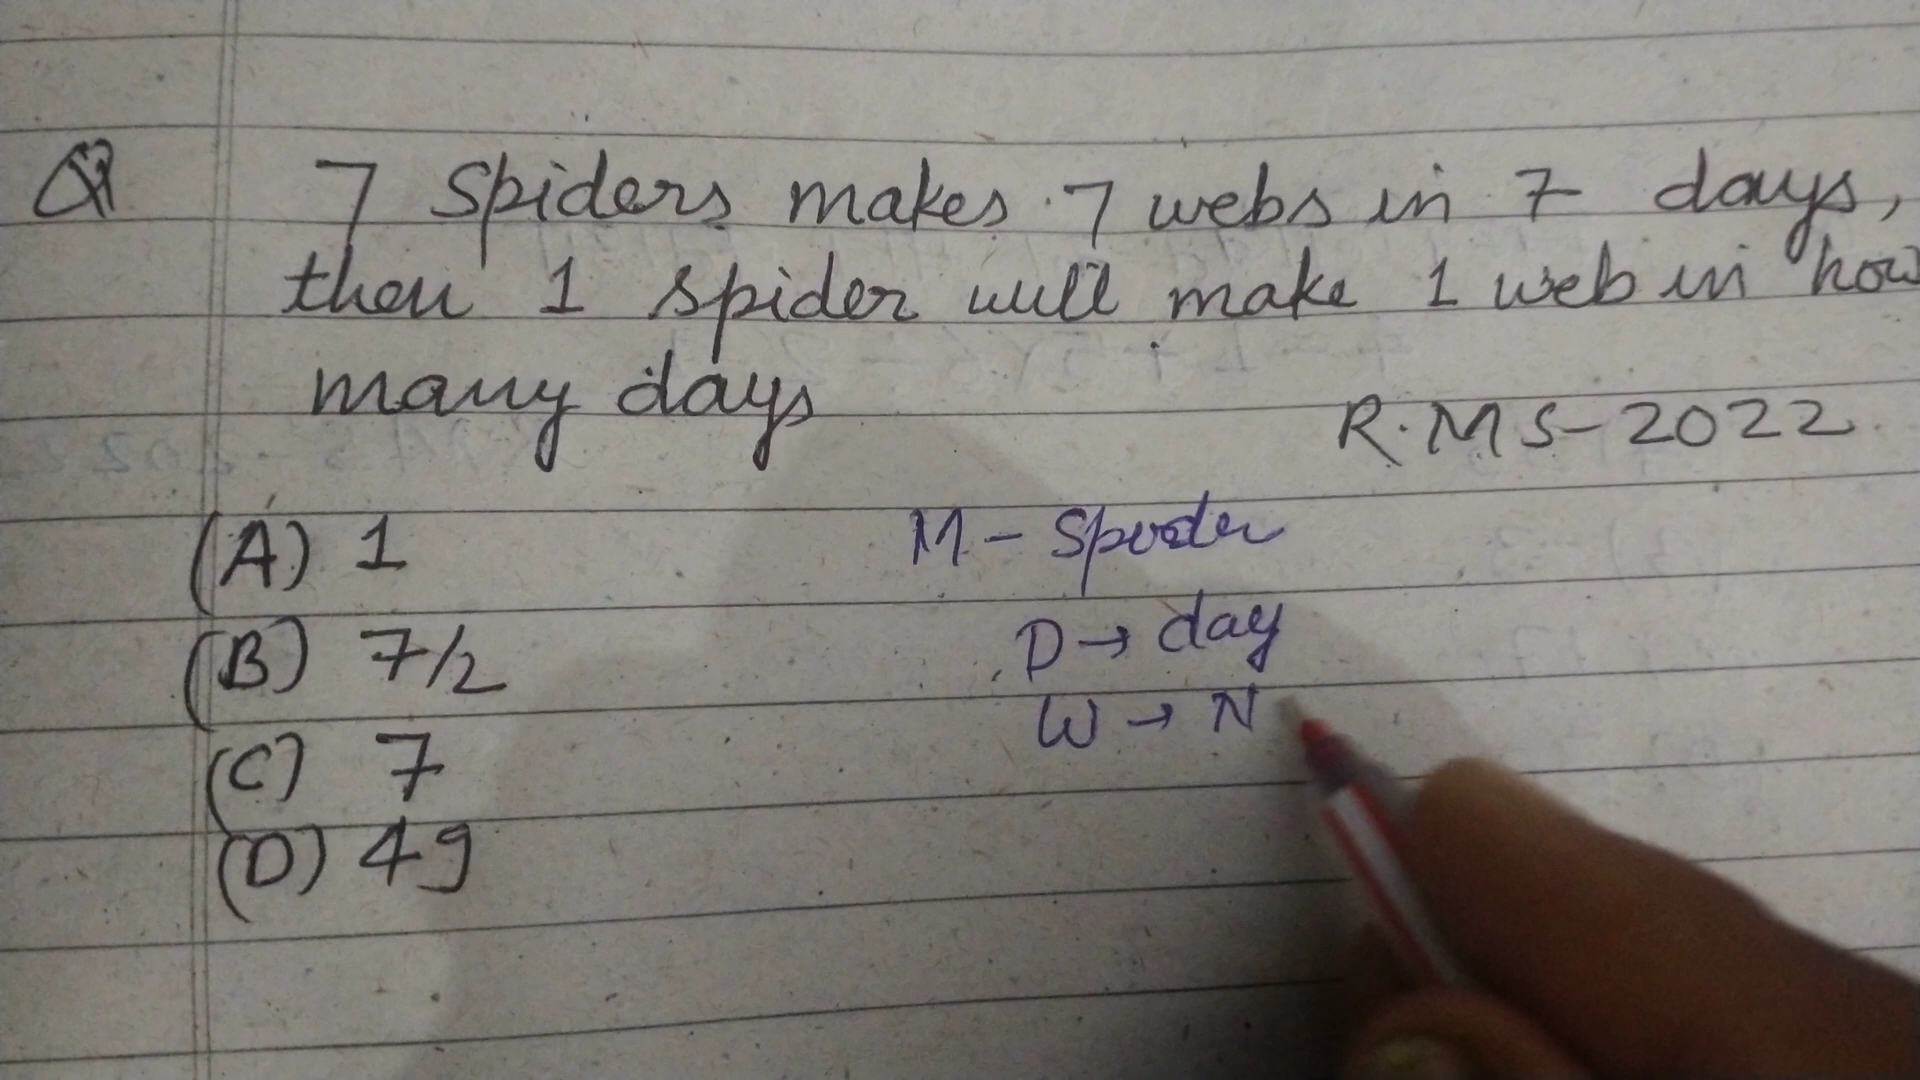 Q 7 Spiders makes 7 webs in 7 days,
then 1 spider will make 1 web in how
many days
R.MS-2022
(A) 1
M - Spider
(B) 7/2
D → day
W → N
(C) 7
(D) 49